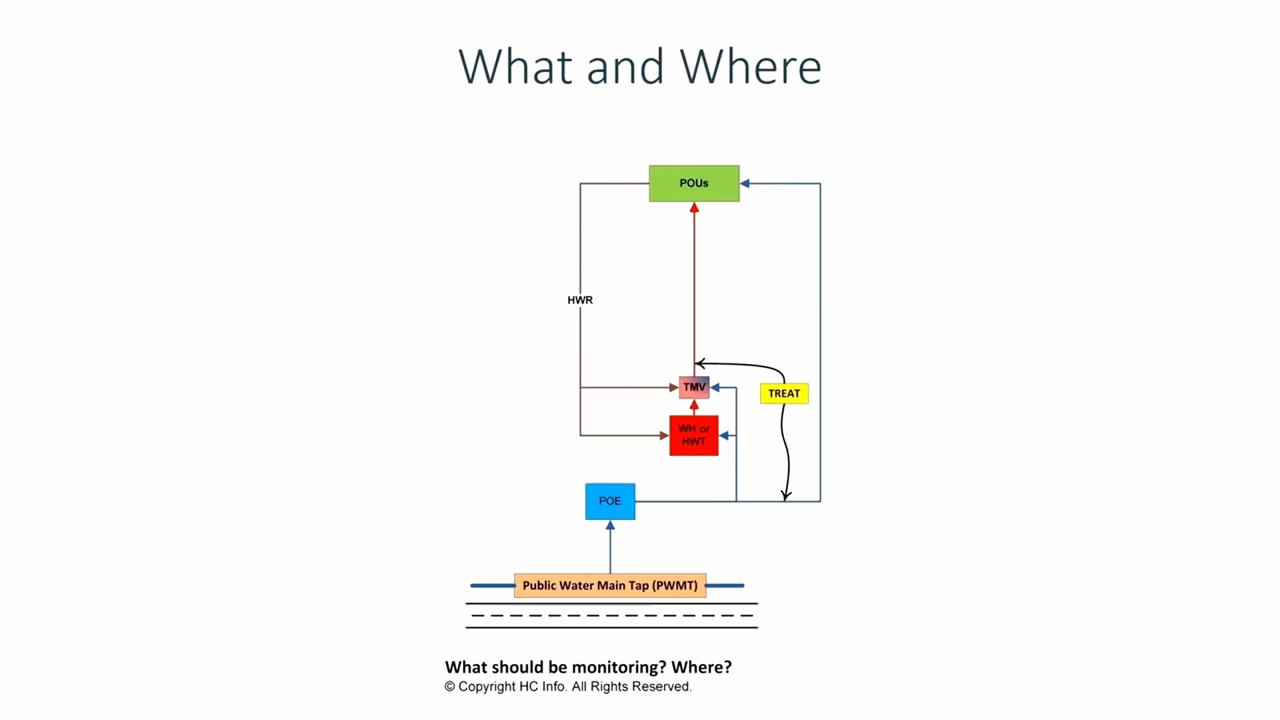 What and Where
POUs
HWR
TMV
TREAT
WH or
HWT
POE
Public Water Main Tap (PWMT)
What should be monitoring? Where?
© Copyright HC Info. All Rights Reserved.